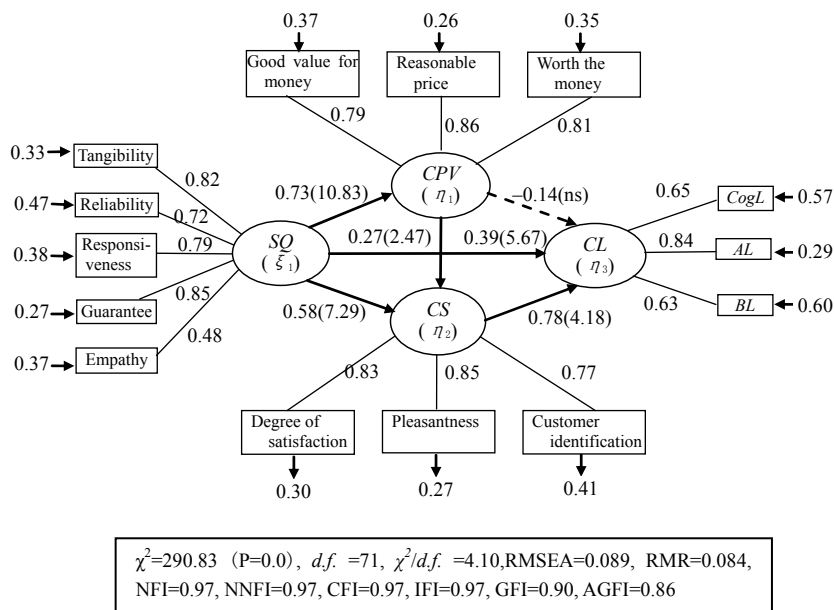 0.37
0.26
0.35
Good value for
money
Reasonable
price
Worth the
money
0.79
0.86
0.81
0.33
Tangibility
0.82
CPV
(η₁)
−0.14(ns)
0.73(10.83)
0.65
CogL
0.57
0.47
Reliability
0.72
SQ
(ξ₁)
0.27(2.47)
0.39(5.67)
CL
(η₃)
0.84
AL
0.29
0.38
Responsi-
veness
0.79
0.63
BL
0.60
0.27
Guarantee
0.85
0.58(7.29)
CS
(η₂)
0.78(4.18)
0.37
Empathy
0.48
0.83
0.85
0.77
Degree of
satisfaction
Pleasantness
Customer
identification
0.30
0.27
0.41
χ²=290.83 (P=0.0), d.f. =71, χ²/d.f. =4.10,RMSEA=0.089, RMR=0.084,
NFI=0.97, NNFI=0.97, CFI=0.97, IFI=0.97, GFI=0.90, AGFI=0.86